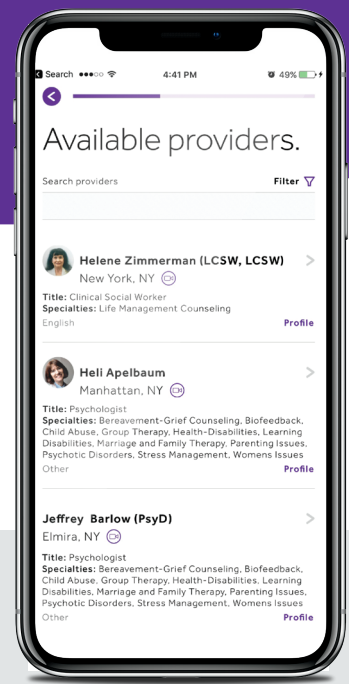 Search
4:41 PM
49%
Available providers.
Search providers
Filter
Helene Zimmerman (LCSW, LCSW)
New York, NY
Title: Clinical Social Worker
Specialties: Life Management Counseling
English
Profile
Heli Apelbaum
Manhattan, NY
Title: Psychologist
Specialties: Bereavement-Grief Counseling, Biofeedback,
Child Abuse, Group Therapy, Health-Disabilities, Learning
Disabilities, Marriage and Family Therapy, Parenting Issues,
Psychotic Disorders, Stress Management, Womens Issues
Other
Profile
Jeffrey Barlow (PsyD)
Elmira, NY
Title: Psychologist
Specialties: Bereavement-Grief Counseling, Biofeedback,
Child Abuse, Group Therapy, Health-Disabilities, Learning
Disabilities, Marriage and Family Therapy, Parenting Issues,
Psychotic Disorders, Stress Management, Womens Issues
Other
Profile